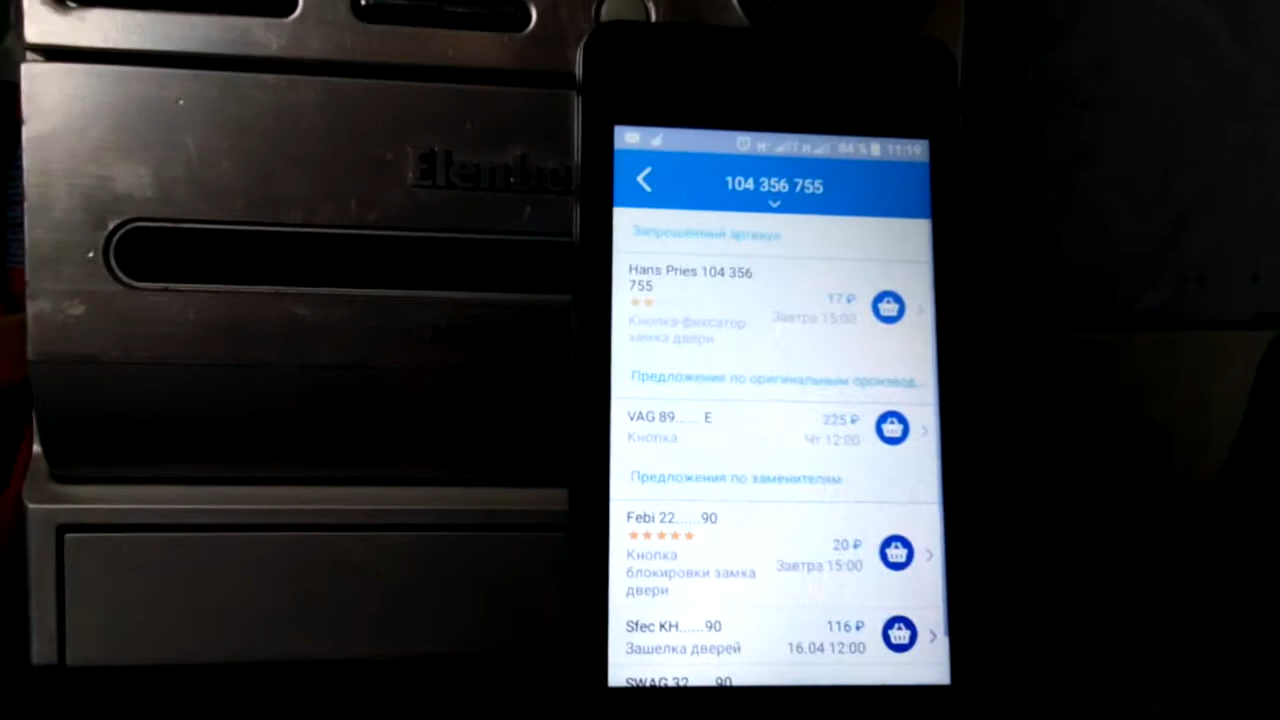 84 % 11:19
104 356 755
Запрошенный артикул
Hans Pries 104 356
755
17 ₽
Завтра 15:00
Кнопка-фиксатор
замка двери
Предложения по оригинальным производ...
VAG 89...... E
225 ₽
Кнопка
Чт 12:00
Предложения по заменителям
Febi 22......90
20 ₽
Кнопка
блокировки замка
двери
Завтра 15:00
Sfec KH......90
116 ₽
Зашелка дверей
16.04 12:00
SWAG 32......90